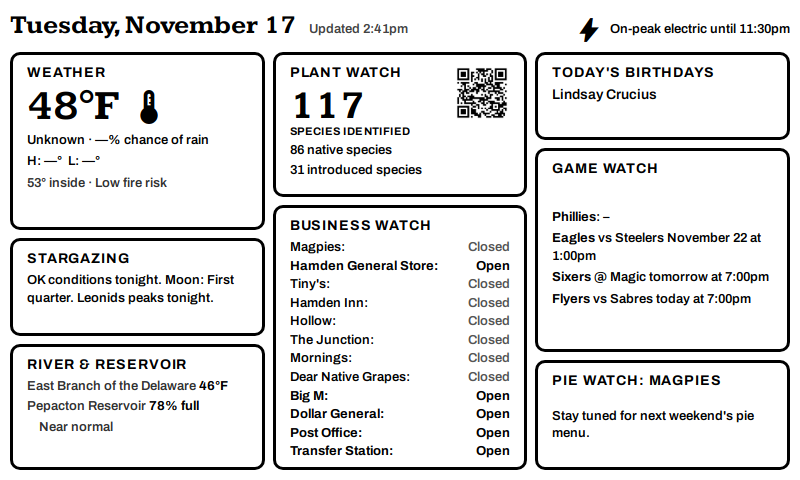 Tuesday, November 17 Updated 2:41pm
On-peak electric until 11:30pm
WEATHER
48°F
Unknown · —% chance of rain
H: —° L: —°
53° inside · Low fire risk
STARGAZING
OK conditions tonight. Moon: First
quarter. Leonids peaks tonight.
RIVER & RESERVOIR
East Branch of the Delaware 46°F
Pepacton Reservoir 78% full
Near normal
PLANT WATCH
117
SPECIES IDENTIFIED
86 native species
31 introduced species
BUSINESS WATCH
Magpies: Closed
Hamden General Store: Open
Tiny's: Closed
Hamden Inn: Closed
Hollow: Closed
The Junction: Closed
Mornings: Closed
Dear Native Grapes: Closed
Big M: Open
Dollar General: Open
Post Office: Open
Transfer Station: Open
TODAY'S BIRTHDAYS
Lindsay Crucius
GAME WATCH
Phillies: –
Eagles vs Steelers November 22 at
1:00pm
Sixers @ Magic tomorrow at 7:00pm
Flyers vs Sabres today at 7:00pm
PIE WATCH: MAGPIES
Stay tuned for next weekend's pie
menu.